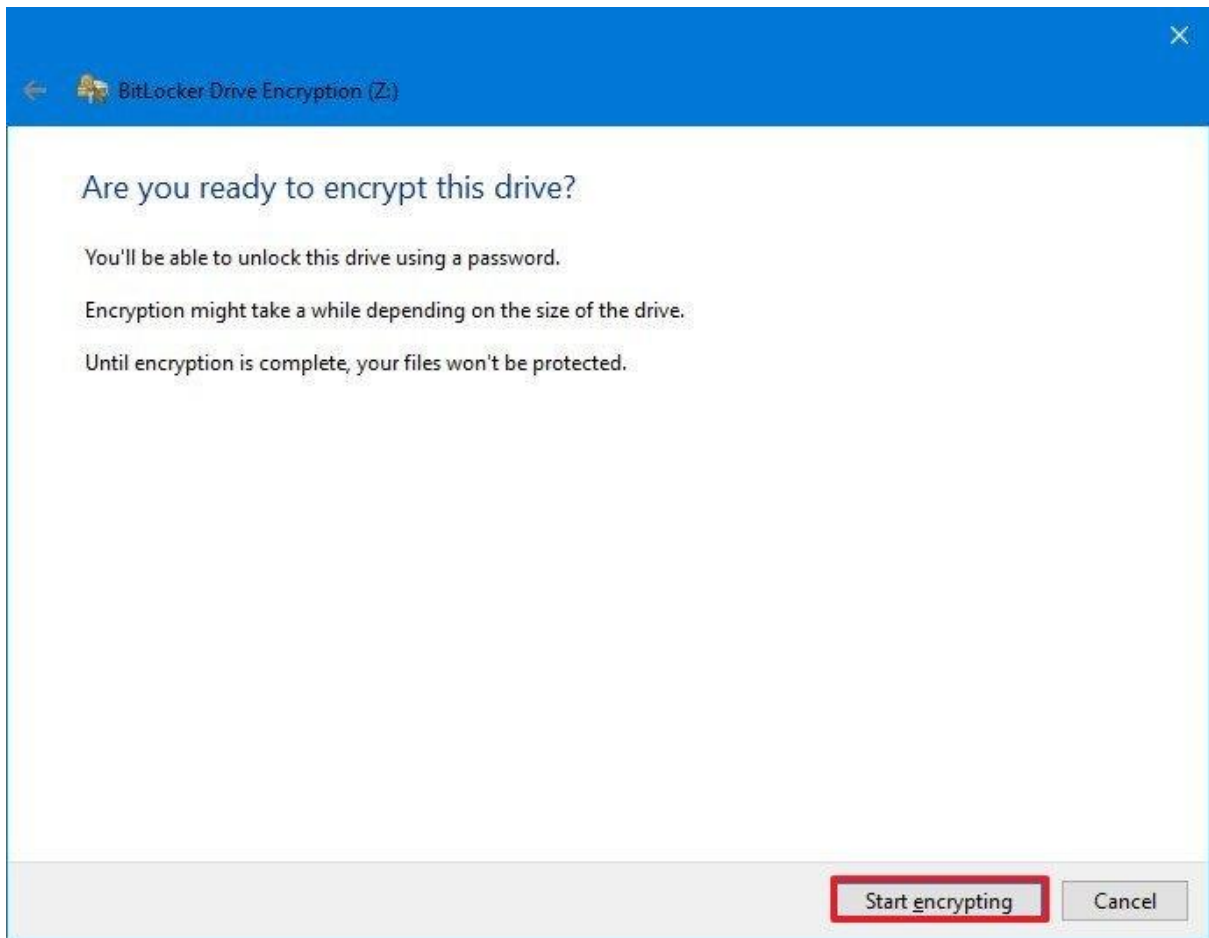 BitLocker Drive Encryption (Z:)
Are you ready to encrypt this drive?
You'll be able to unlock this drive using a password.
Encryption might take a while depending on the size of the drive.
Until encryption is complete, your files won't be protected.
Start encrypting Cancel